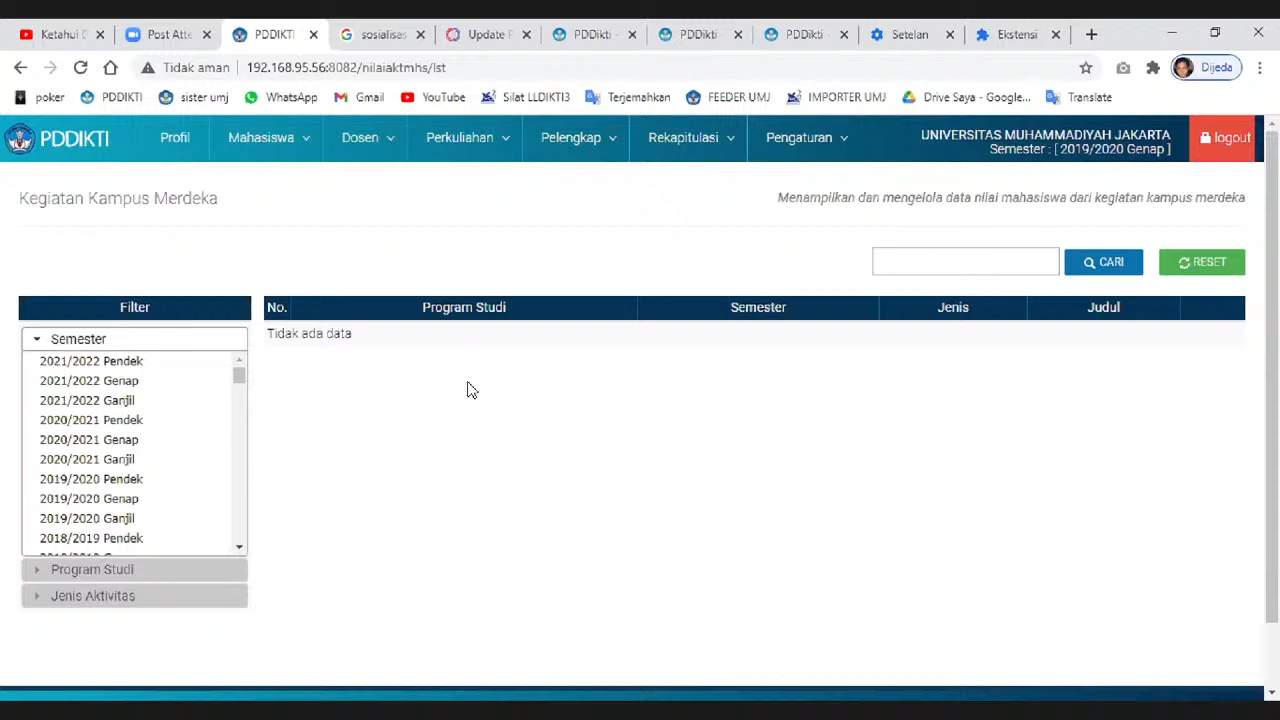 Ketahui D
Post Atte
PDDIKTI
sosialisas
Update P
PDDikti -
PDDikti -
PDDikti -
Setelan
Ekstensi
Tidak aman
192.168.95.56:8082/nilaiaktmhs/lst
Dijeda
poker
PDDIKTI
sister umj
WhatsApp
Gmail
YouTube
Silat LLDIKTI3
Terjemahkan
FEEDER UMJ
IMPORTER UMJ
Drive Saya - Google...
Translate
PDDIKTI
Profil
Mahasiswa
Dosen
Perkuliahan
Pelengkap
Rekapitulasi
Pengaturan
UNIVERSITAS MUHAMMADIYAH JAKARTA
Semester : [ 2019/2020 Genap ]
logout
Kegiatan Kampus Merdeka
Menampilkan dan mengelola data nilai mahasiswa dari kegiatan kampus merdeka
CARI
RESET
Filter
No.
Program Studi
Semester
Jenis
Judul
Semester
Tidak ada data
2021/2022 Pendek
2021/2022 Genap
2021/2022 Ganjil
2020/2021 Pendek
2020/2021 Genap
2020/2021 Ganjil
2019/2020 Pendek
2019/2020 Genap
2019/2020 Ganjil
2018/2019 Pendek
Program Studi
Jenis Aktivitas